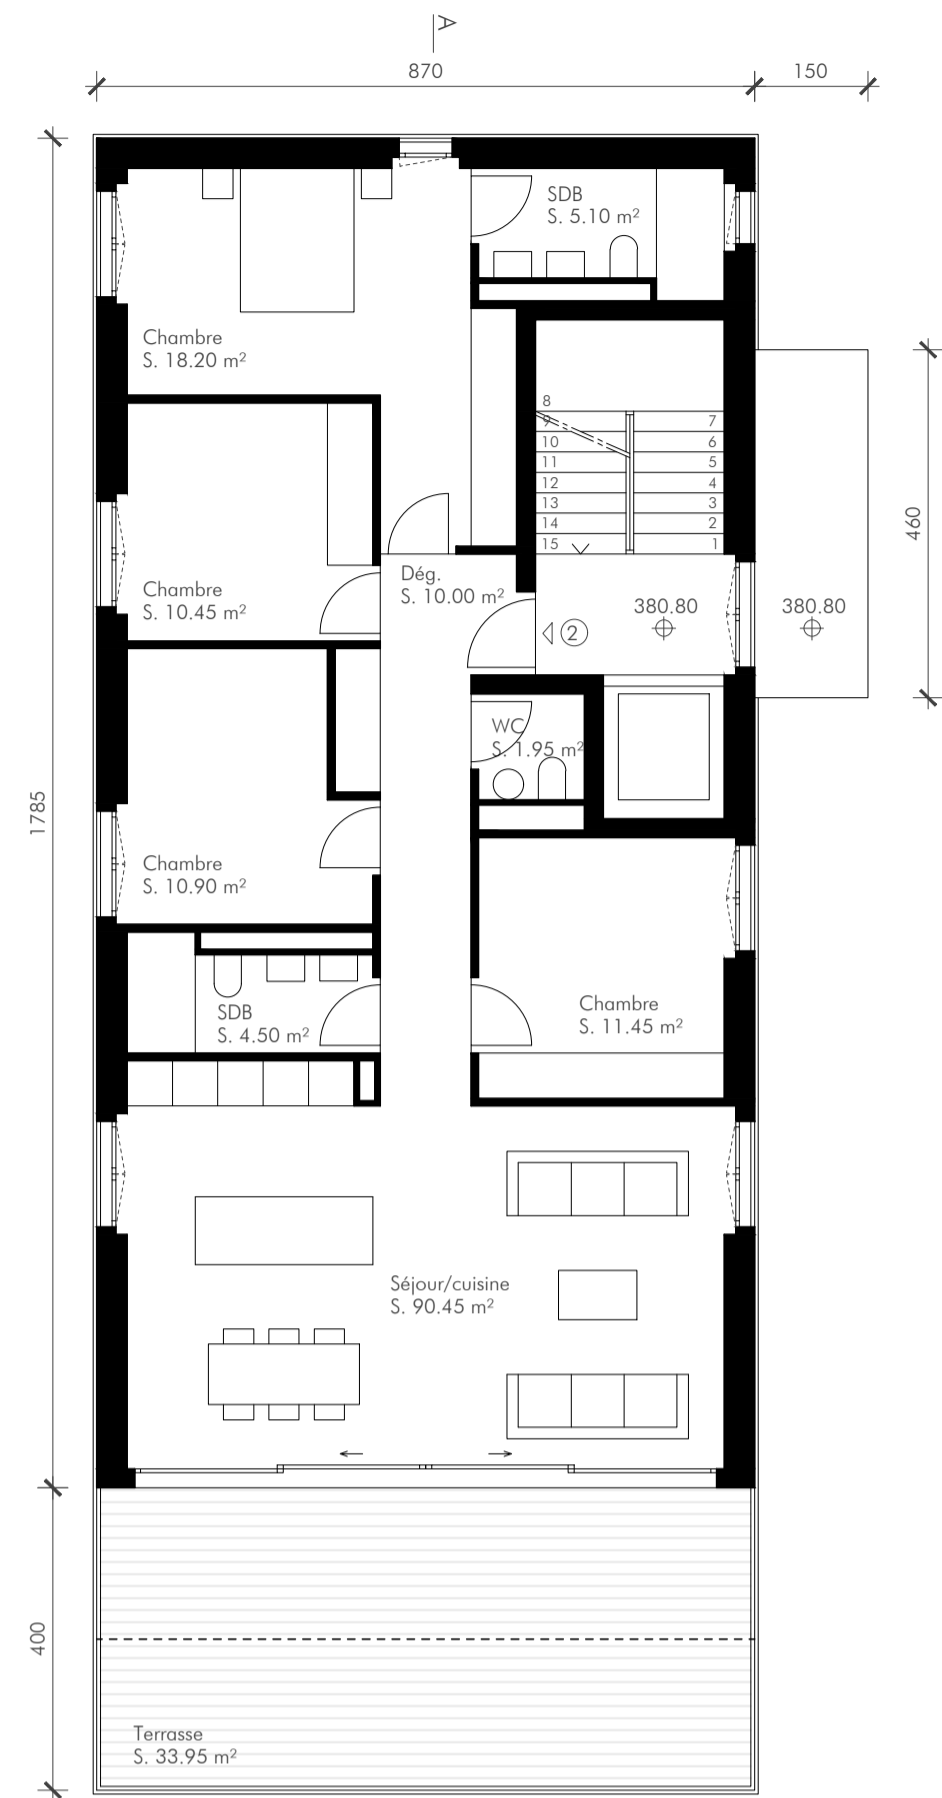 A
870
150
SDB
S. 5.10 m²
Chambre
S. 18.20 m²
8
9
10
11
12
13
14
15
7
6
5
4
3
2
1
460
Chambre
S. 10.45 m²
Dég.
S. 10.00 m²
2
380.80
380.80
WC
S. 1.95 m²
1785
Chambre
S. 10.90 m²
SDB
S. 4.50 m²
Chambre
S. 11.45 m²
Séjour/cuisine
S. 90.45 m²
400
Terrasse
S. 33.95 m²